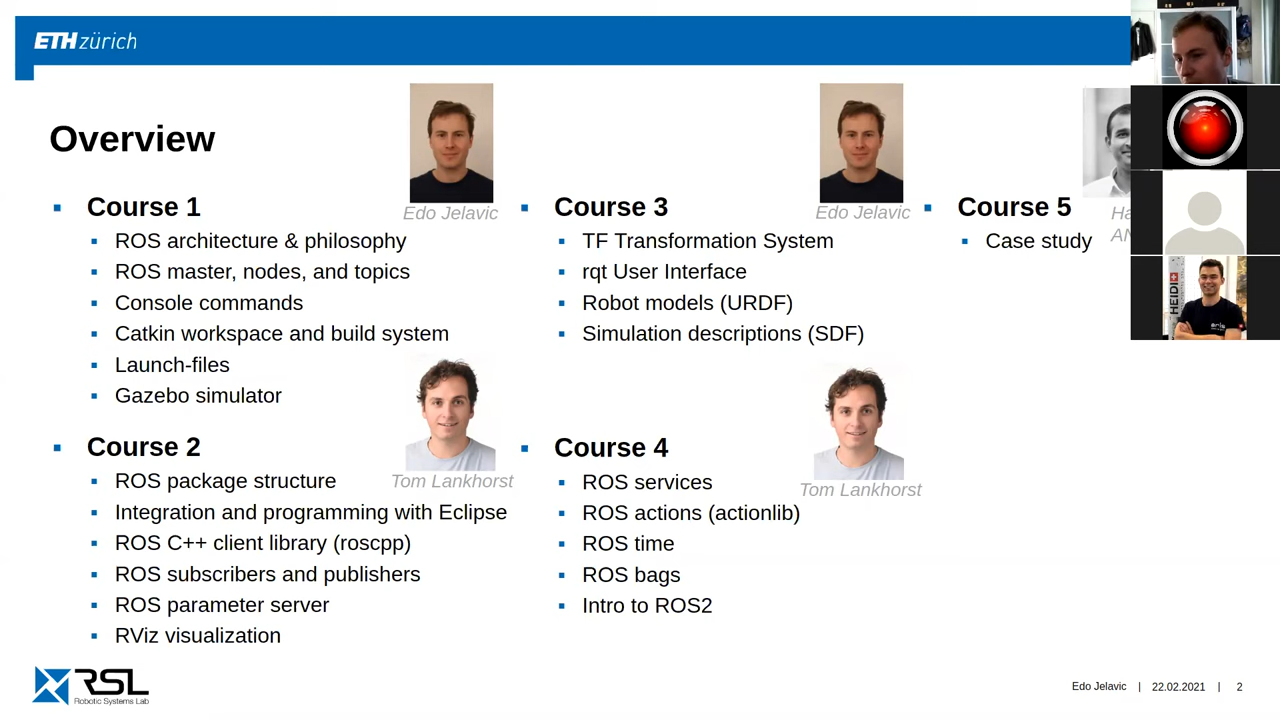 ETH zürich
Overview
Course 1
Edo Jelavic
ROS architecture & philosophy
ROS master, nodes, and topics
Console commands
Catkin workspace and build system
Launch-files
Gazebo simulator
Course 2
Tom Lankhorst
ROS package structure
Integration and programming with Eclipse
ROS C++ client library (roscpp)
ROS subscribers and publishers
ROS parameter server
RViz visualization
Course 3
Edo Jelavic
TF Transformation System
rqt User Interface
Robot models (URDF)
Simulation descriptions (SDF)
Course 4
Tom Lankhorst
ROS services
ROS actions (actionlib)
ROS time
ROS bags
Intro to ROS2
Course 5
Case study
HEIDI
RSL
Robotic Systems Lab
Edo Jelavic | 22.02.2021 | 2